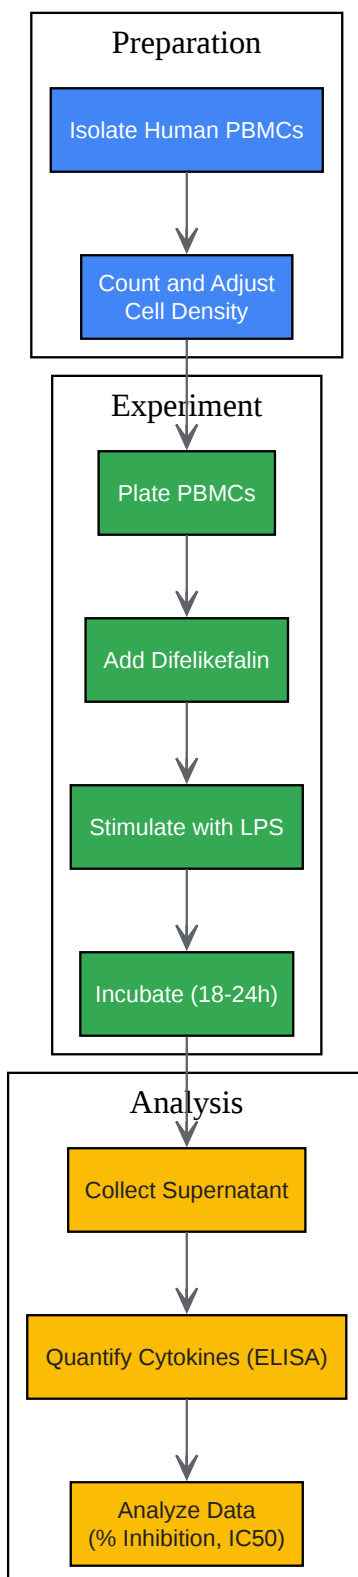 Preparation
Isolate Human PBMCs
Count and Adjust
Cell Density
Experiment
Plate PBMCs
Add Difelikefalin
Stimulate with LPS
Incubate (18-24h)
Analysis
Collect Supernatant
Quantify Cytokines (ELISA)
Analyze Data
(% Inhibition, IC50)